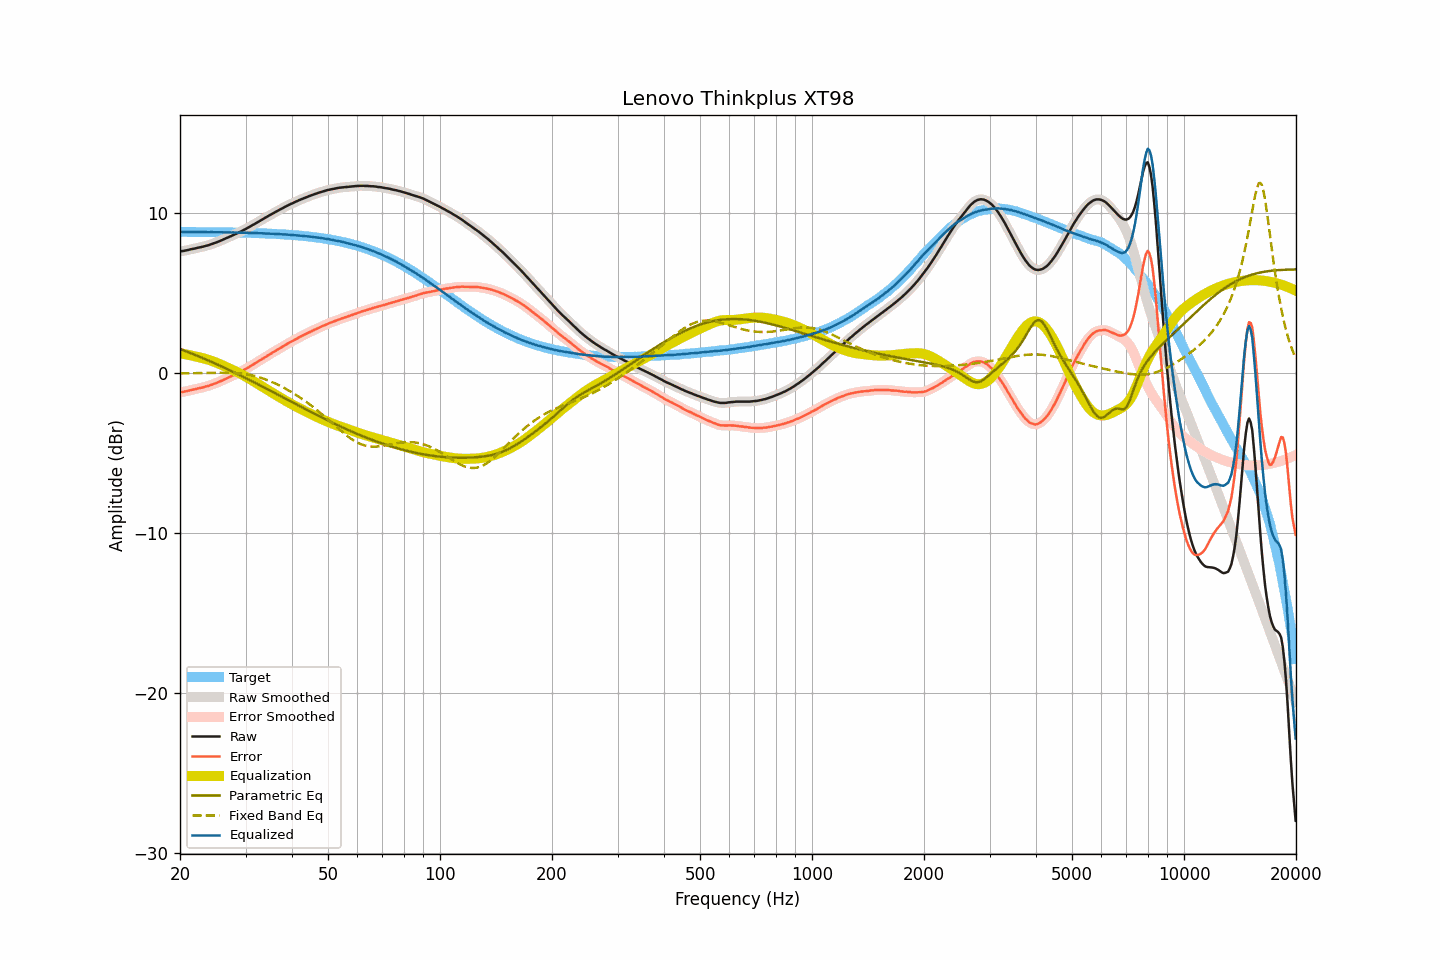 Lenovo Thinkplus XT98
Amplitude (dBr)
10
0
−10
−20
−30
Target
Raw Smoothed
Error Smoothed
Raw
Error
Equalization
Parametric Eq
Fixed Band Eq
Equalized
20 50 100 200 500 1000 2000 5000 10000 20000
Frequency (Hz)